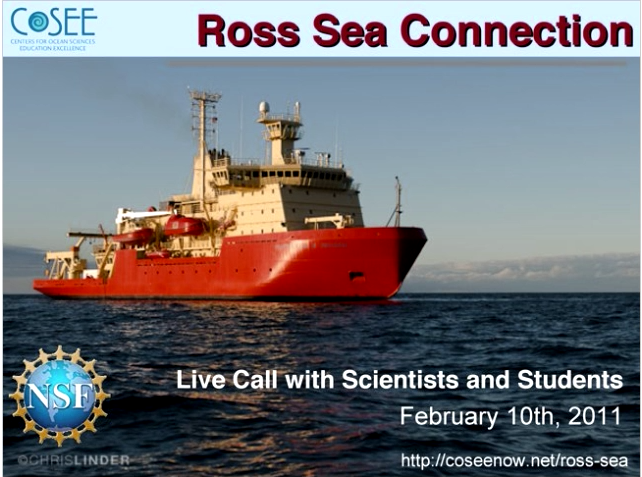 COSEE
CENTERS FOR OCEAN SCIENCES
EDUCATION EXCELLENCE
Ross Sea Connection
NSF
Live Call with Scientists and Students
February 10th, 2011
©CHRISLINDER
http://coseenow.net/ross-sea